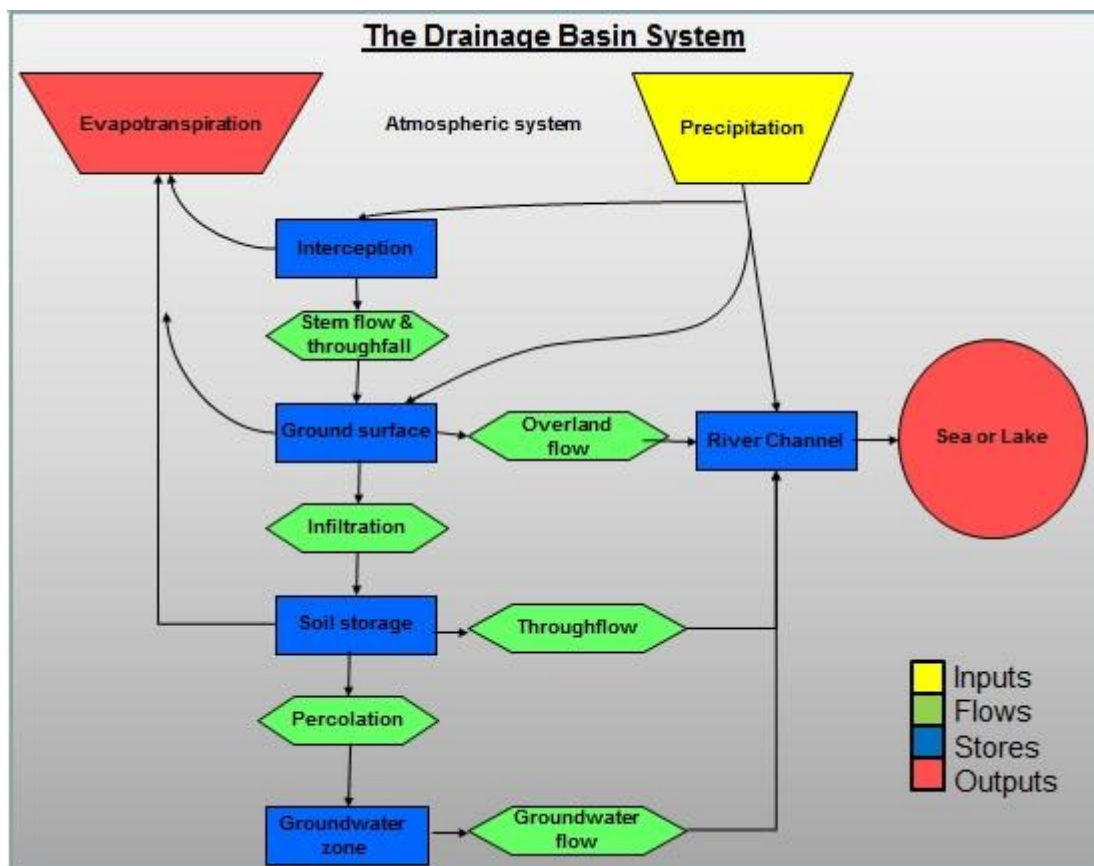 The Drainage Basin System
Evapotranspiration
Atmospheric system
Precipitation
Interception
Stem flow &
throughfall
Ground surface
Overland
flow
River Channel
Sea or Lake
Infiltration
Soil storage
Throughflow
Percolation
Groundwater
zone
Groundwater
flow
Inputs
Flows
Stores
Outputs